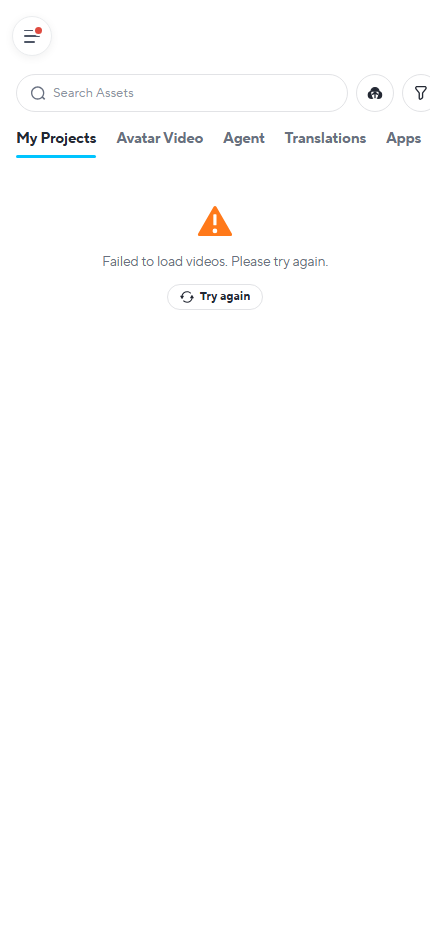 Search Assets
My Projects Avatar Video Agent Translations Apps
Failed to load videos. Please try again.
Try again